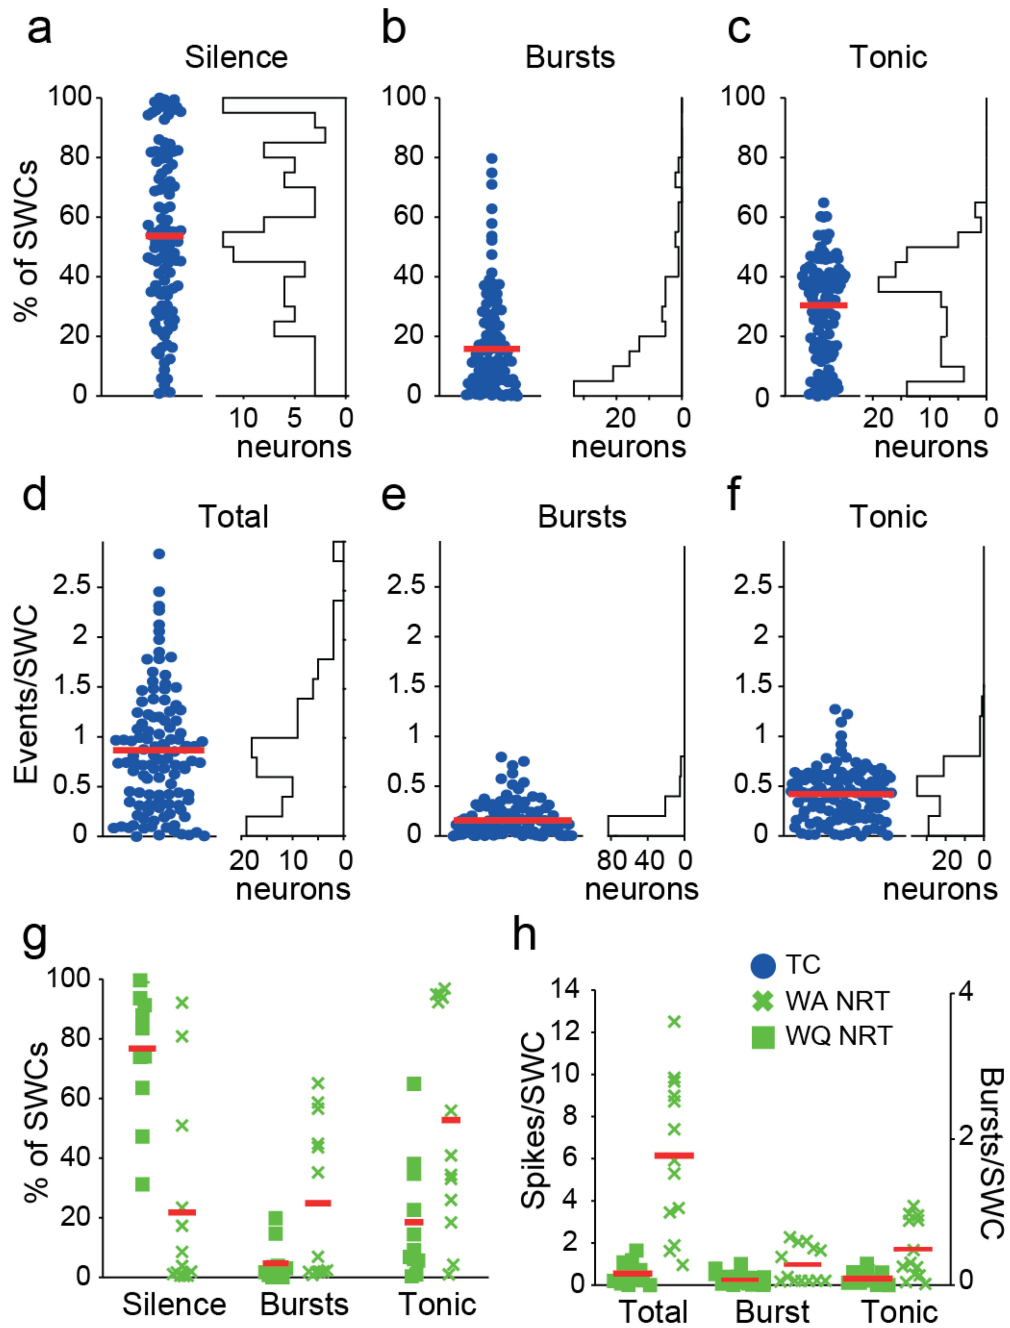 a b c
Silence Bursts Tonic
% of SWCs
100 80 60 40 20 0
10 5 0
neurons
100 80 60 40 20 0
20 0
neurons
100 80 60 40 20 0
20 10 0
neurons
d e f
Total Bursts Tonic
Events/SWC
2.5 2 1.5 1 0.5 0
20 10 0
neurons
2.5 2 1.5 1 0.5 0
80 40 0
neurons
2.5 2 1.5 1 0.5 0
20 0
neurons
g
% of SWCs
100 80 60 40 20 0
Silence Bursts Tonic
h
TC
WA NRT
WQ NRT
Spikes/SWC
14 12 10 8 6 4 2 0
Bursts/SWC
4 2 0
Total Burst Tonic